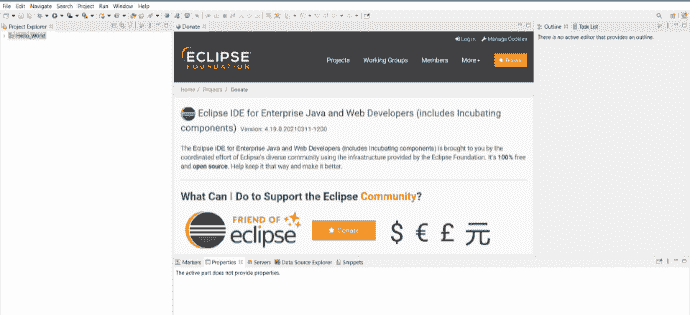 File Edit Navigate Search Project Run Window Help
Project Explorer
Hello_World
Donate
ECLIPSE
FOUNDATION
Log in Manage Cookies
Projects Working Groups Members More
Home / Projects / Donate
Eclipse IDE for Enterprise Java and Web Developers (includes Incubating
components) Version: 4.19.0.20210311-1200
The Eclipse IDE for Enterprise Java and Web Developers (includes Incubating components) is brought to you by the
coordinated effort of Eclipse's diverse community using the infrastructure provided by the Eclipse Foundation. It's 100% free
and open source. Help keep it that way and make it better.
What Can I Do to Support the Eclipse Community?
FRIEND OF
eclipse
Donate
$ € £ 元
Outline Task List
There is no active editor that provides an outline.
Markers Properties Servers Data Source Explorer Snippets
The active part does not provide properties.